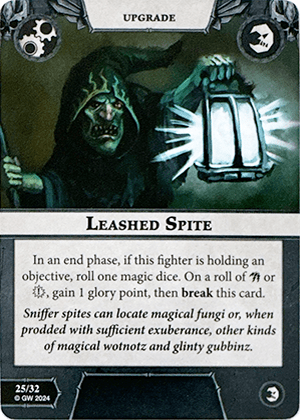 UPGRADE
LEASHED SPITE
In an end phase, if this fighter is holding an
objective, roll one magic dice. On a roll of or
, gain 1 glory point, then break this card.
Sniffer spites can locate magical fungi or, when
prodded with sufficient exuberance, other kinds
of magical wotnotz and glinty gubbinz.
25/32
© GW 2024